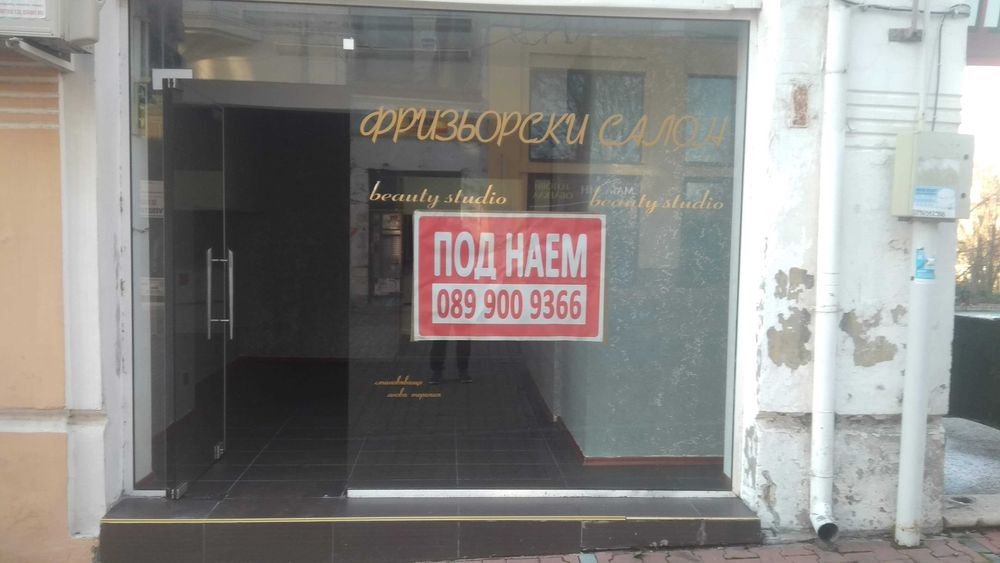 ФРИЗЬОРСКИ САЛОН
beauty studio
beauty studio
ПОД НАЕМ
089 900 9366